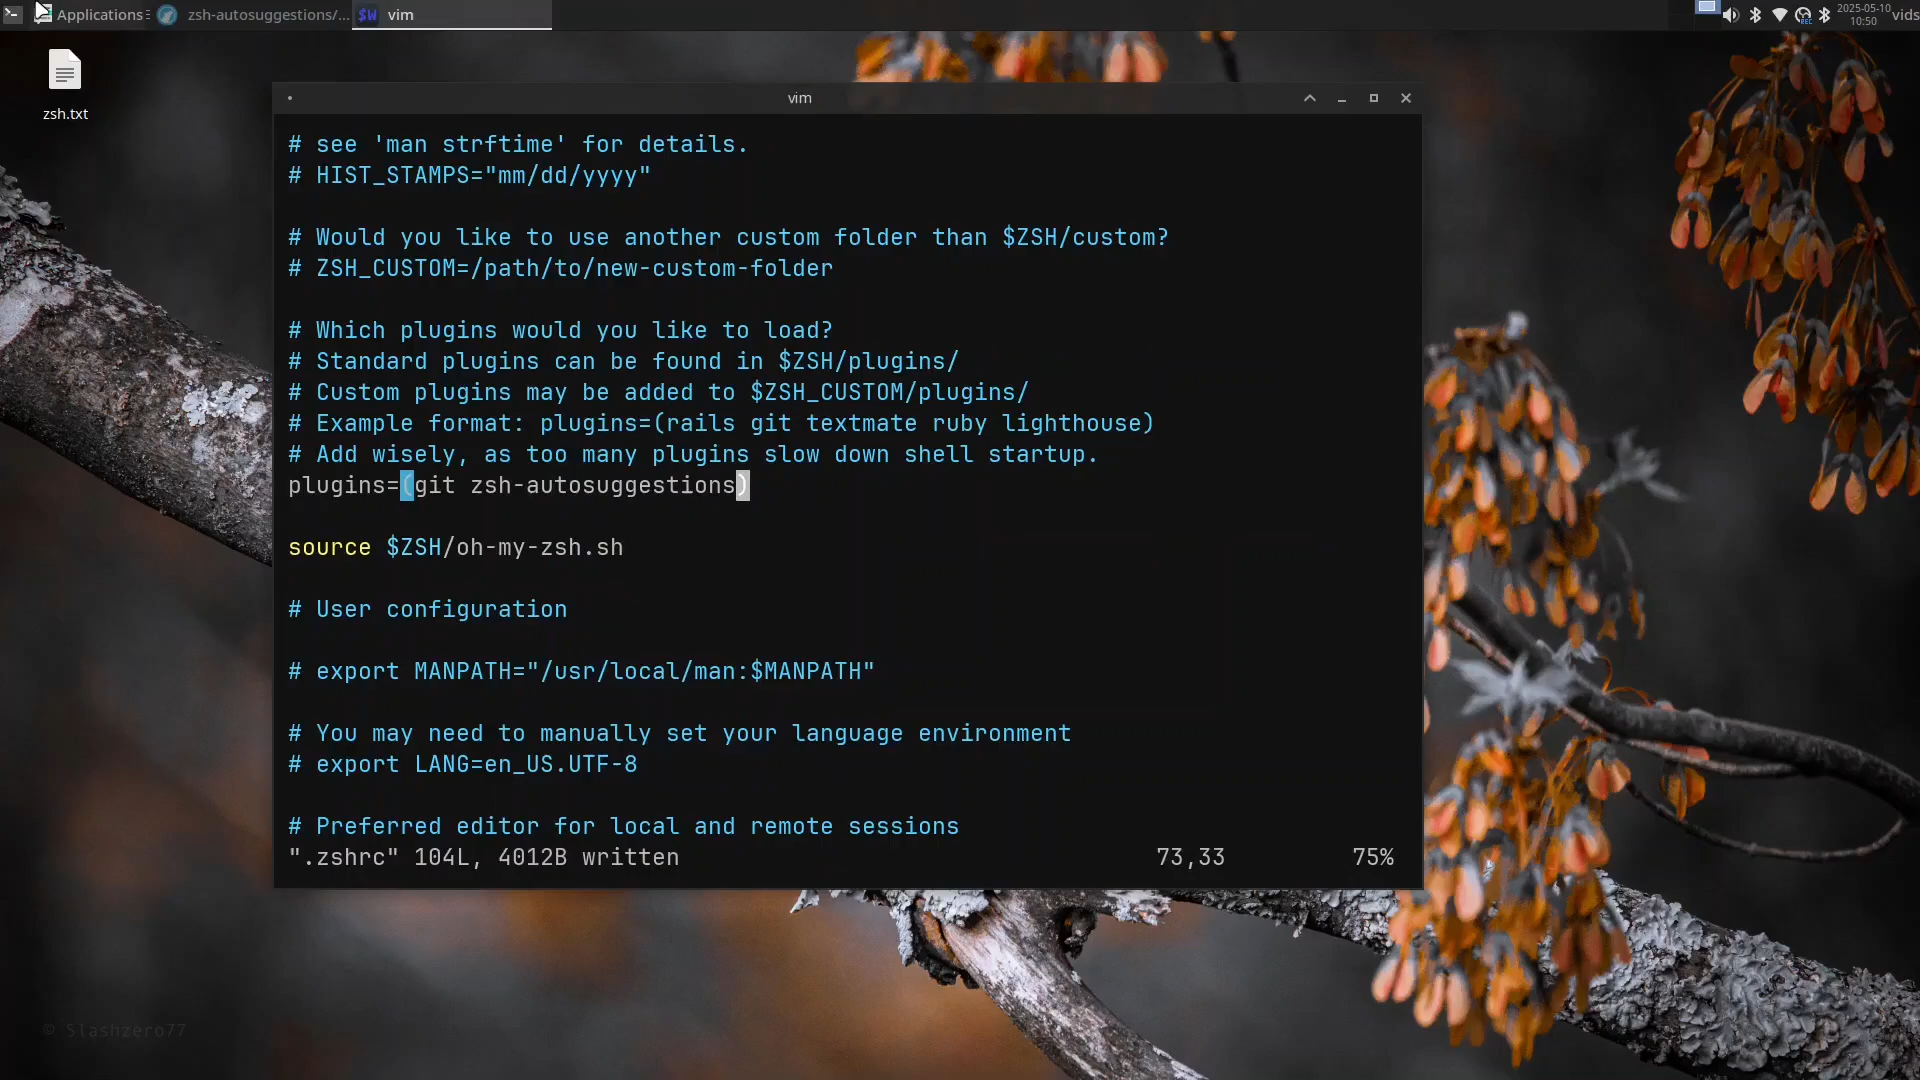 Applications
zsh-autosuggestions/...
$W vim
2025-05-10
10:50
vids
zsh.txt
vim
# see 'man strftime' for details.
# HIST_STAMPS="mm/dd/yyyy"
# Would you like to use another custom folder than $ZSH/custom?
# ZSH_CUSTOM=/path/to/new-custom-folder
# Which plugins would you like to load?
# Standard plugins can be found in $ZSH/plugins/
# Custom plugins may be added to $ZSH_CUSTOM/plugins/
# Example format: plugins=(rails git textmate ruby lighthouse)
# Add wisely, as too many plugins slow down shell startup.
plugins=(git zsh-autosuggestions)
source $ZSH/oh-my-zsh.sh
# User configuration
# export MANPATH="/usr/local/man:$MANPATH"
# You may need to manually set your language environment
# export LANG=en_US.UTF-8
# Preferred editor for local and remote sessions
".zshrc" 104L, 4012B written 73,33 75%
© Slashzero77